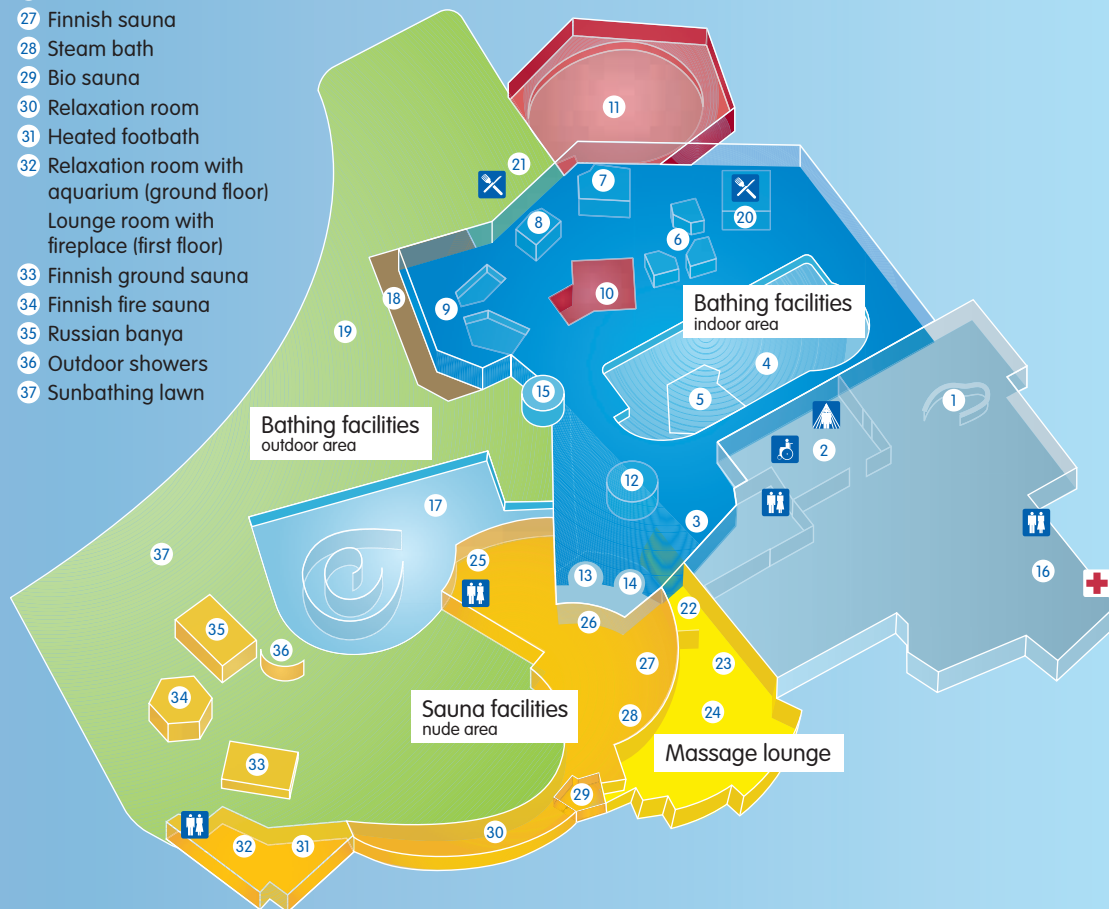 27 Finnish sauna
28 Steam bath
29 Bio sauna
30 Relaxation room
31 Heated footbath
32 Relaxation room with
aquarium (ground floor)
Lounge room with
fireplace (first floor)
33 Finnish ground sauna
34 Finnish fire sauna
35 Russian banya
36 Outdoor showers
37 Sunbathing lawn
11
21
7
20
8
6
10
18
9
Bathing facilities
indoor area
19
4
15
5
1
Bathing facilities
outdoor area
2
12
17
3
37
25
13
14
16
22
26
35
36
27
23
34
Sauna facilities
nude area
28
24
Massage lounge
33
29
30
32
31